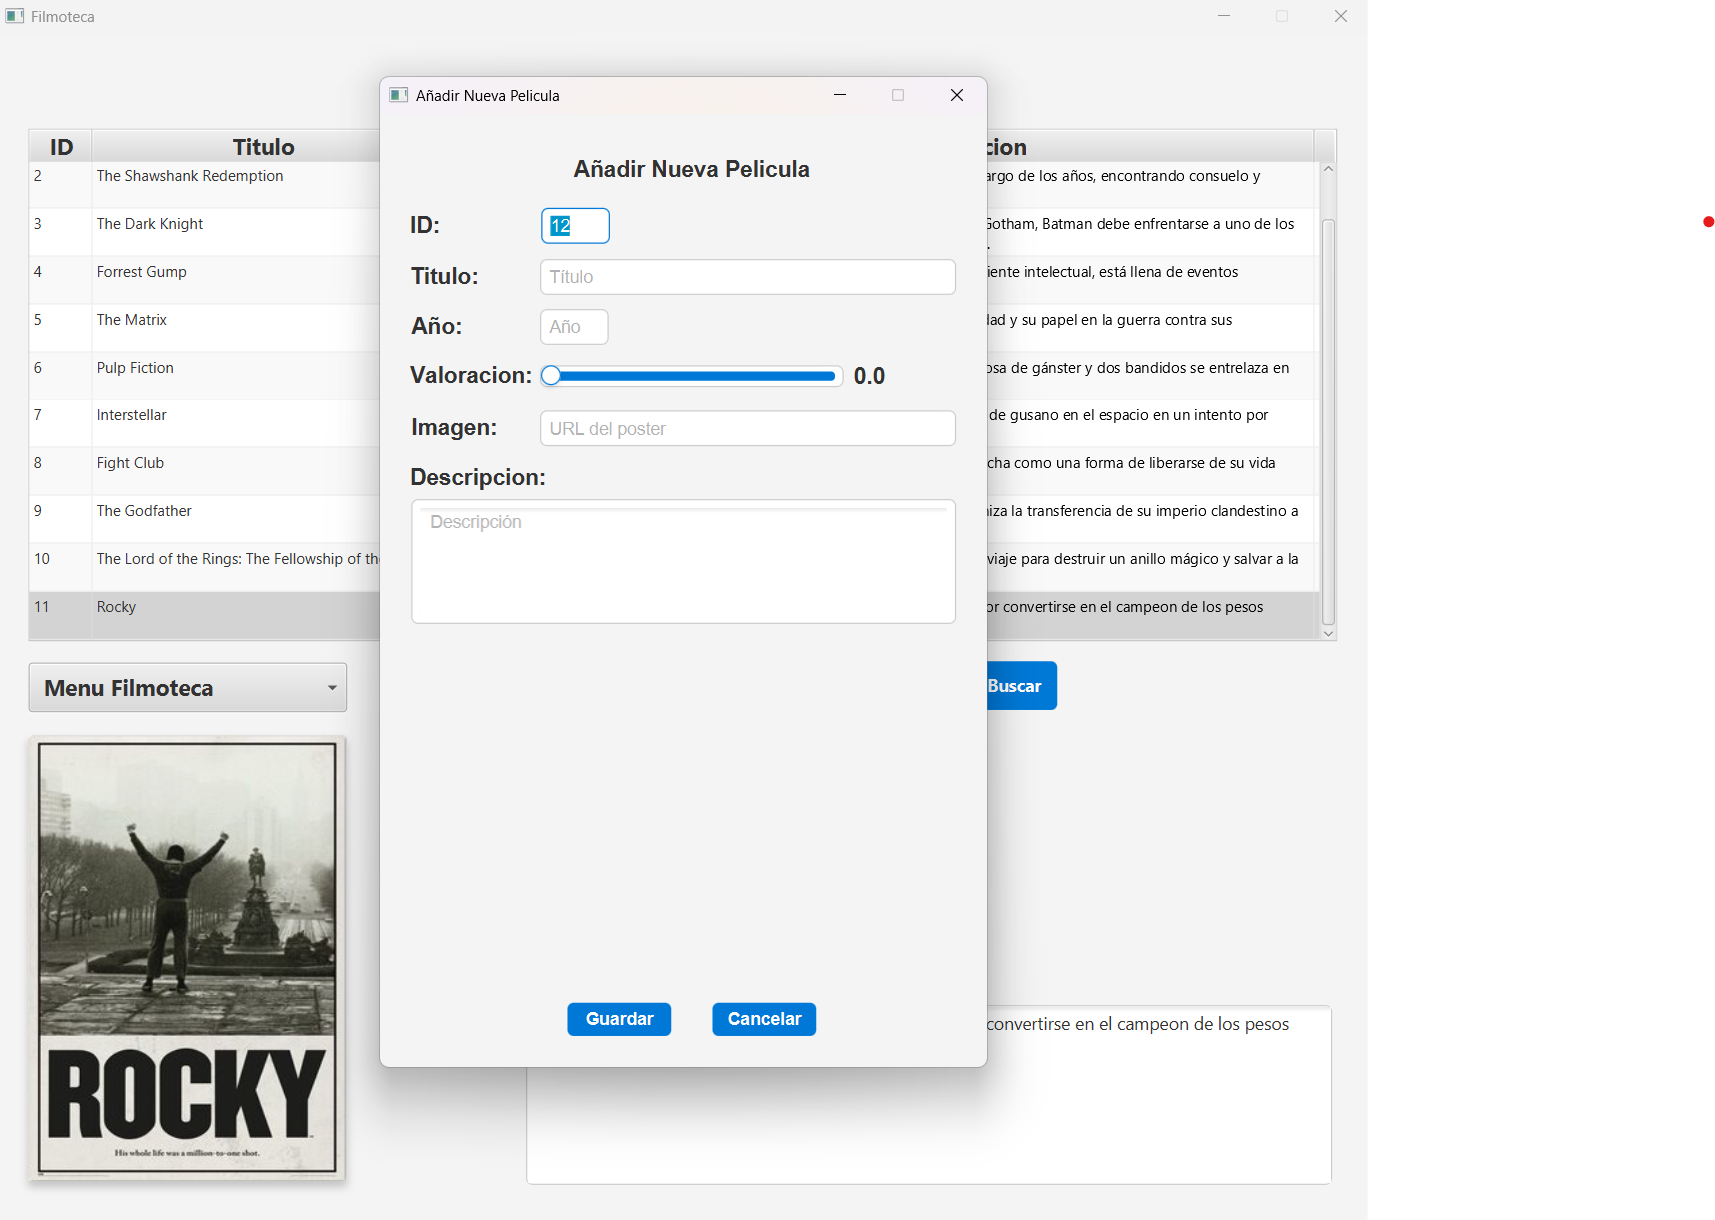 Filmoteca
Añadir Nueva Pelicula
ID Titulo cion
Añadir Nueva Pelicula
2 The Shawshank Redemption argo de los años, encontrando consuelo y
3 The Dark Knight Gotham, Batman debe enfrentarse a uno de los
4 Forrest Gump iente intelectual, está llena de eventos
5 The Matrix dad y su papel en la guerra contra sus
6 Pulp Fiction osa de gánster y dos bandidos se entrelaza en
7 Interstellar de gusano en el espacio en un intento por
8 Fight Club cha como una forma de liberarse de su vida
9 The Godfather niza la transferencia de su imperio clandestino a
10 The Lord of the Rings: The Fellowship of the viaje para destruir un anillo mágico y salvar a la
11 Rocky or convertirse en el campeon de los pesos
ID: 12
Titulo: Título
Año: Año
Valoracion: 0.0
Imagen: URL del poster
Descripcion:
Descripción
Menu Filmoteca
Buscar
Guardar Cancelar
convertirse en el campeon de los pesos
ROCKY
His whole life was a million-to-one shot.